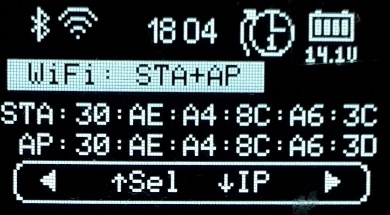 18 04
14.1V
WiFi: STA+AP
STA:30:AE:A4:8C:A6:3C
AP:30:AE:A4:8C:A6:3D
◀ ↑Sel ↓IP ▶